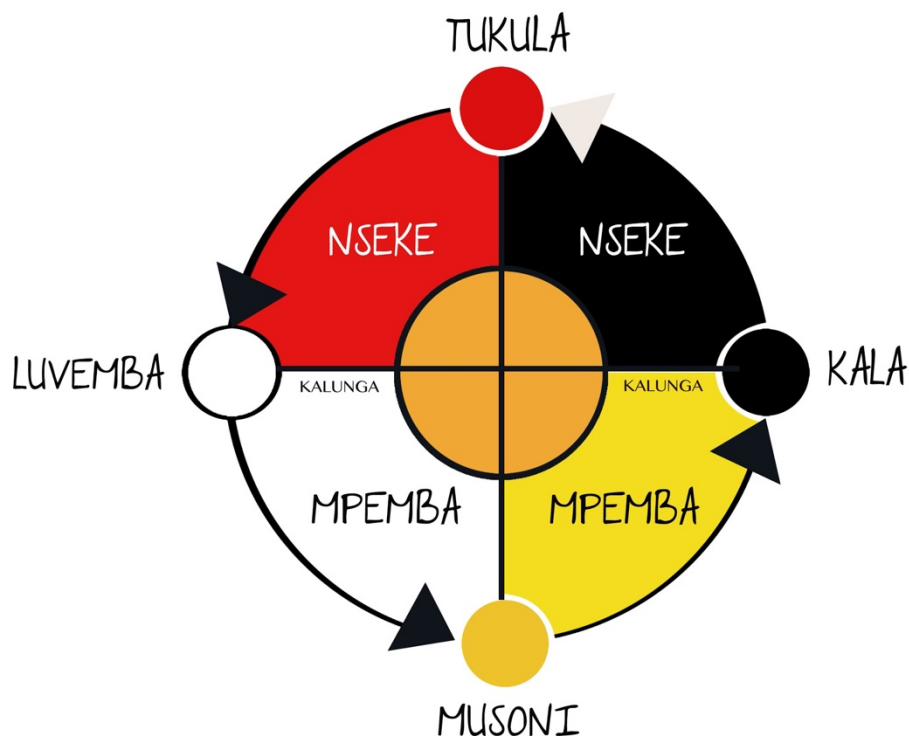 TUKULA
NSEKE
NSEKE
LUVEMBA
KALUNGA
KALUNGA
KALA
MPEMBA
MPEMBA
MUSONI